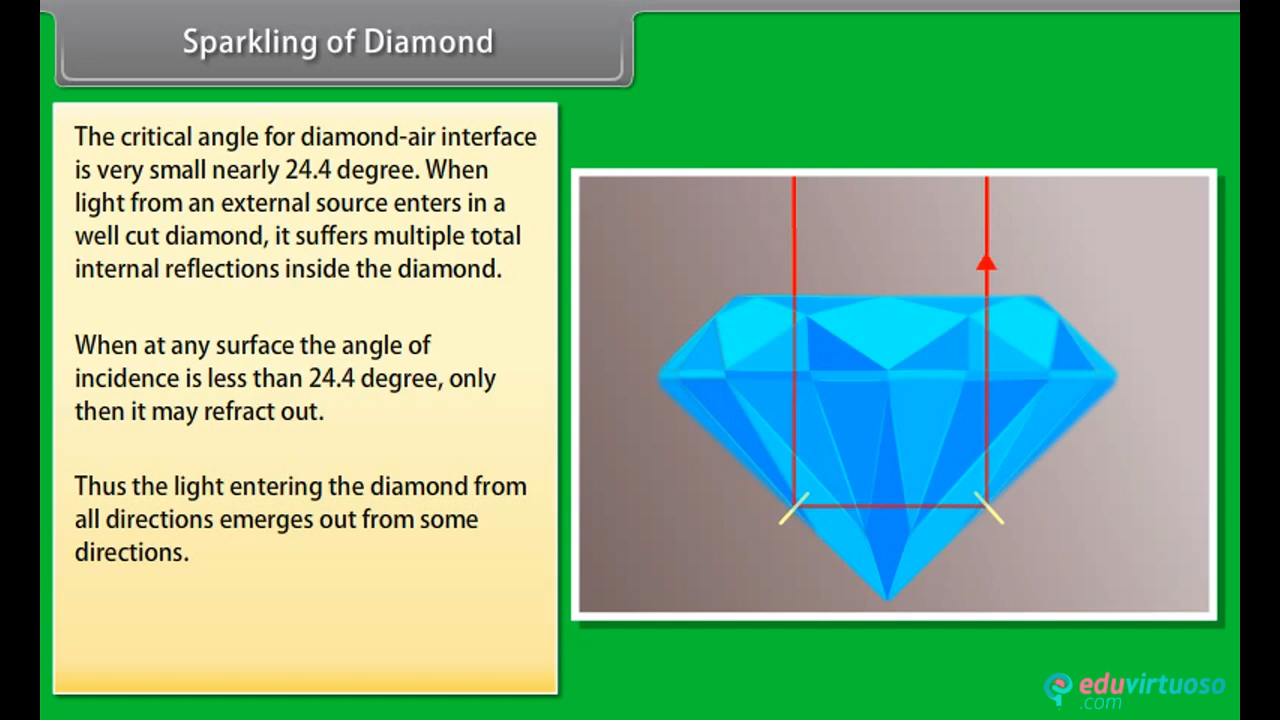 Sparkling of Diamond
The critical angle for diamond-air interface
is very small nearly 24.4 degree. When
light from an external source enters in a
well cut diamond, it suffers multiple total
internal reflections inside the diamond.
When at any surface the angle of
incidence is less than 24.4 degree, only
then it may refract out.
Thus the light entering the diamond from
all directions emerges out from some
directions.
eduvirtuoso
.com